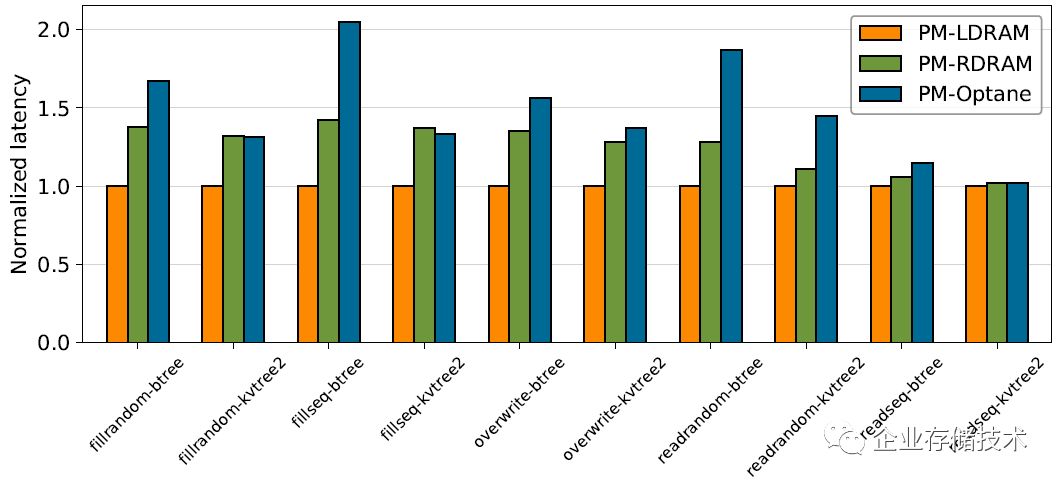 Normalized latency
2.0
1.5
1.0
0.5
0.0
PM-LDRAM
PM-RDRAM
PM-Optane
fillrandom-btree
fillrandom-kvtree2
fillseq-btree
fillseq-kvtree2
overwrite-btree
overwrite-kvtree2
readrandom-btree
readrandom-kvtree2
readseq-btree
readseq-kvtree2
企业存储技术